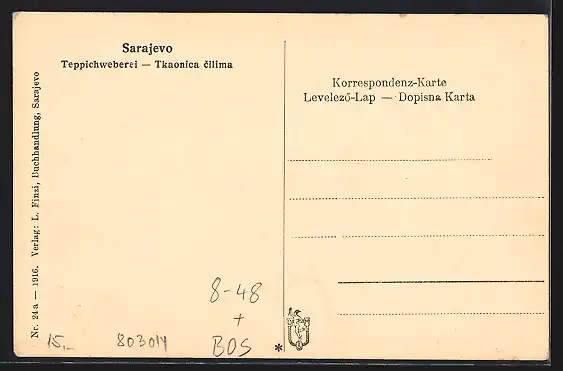 Sarajevo
Teppichweberei — Tkaonica čilima
Korrespondenz-Karte
Levelező-Lap — Dopisna Karta
Nr. 24 a — 1916. Verlag: L. Finzi, Buchhandlung, Sarajevo
8-48
+
BOS
15,-
803014
*